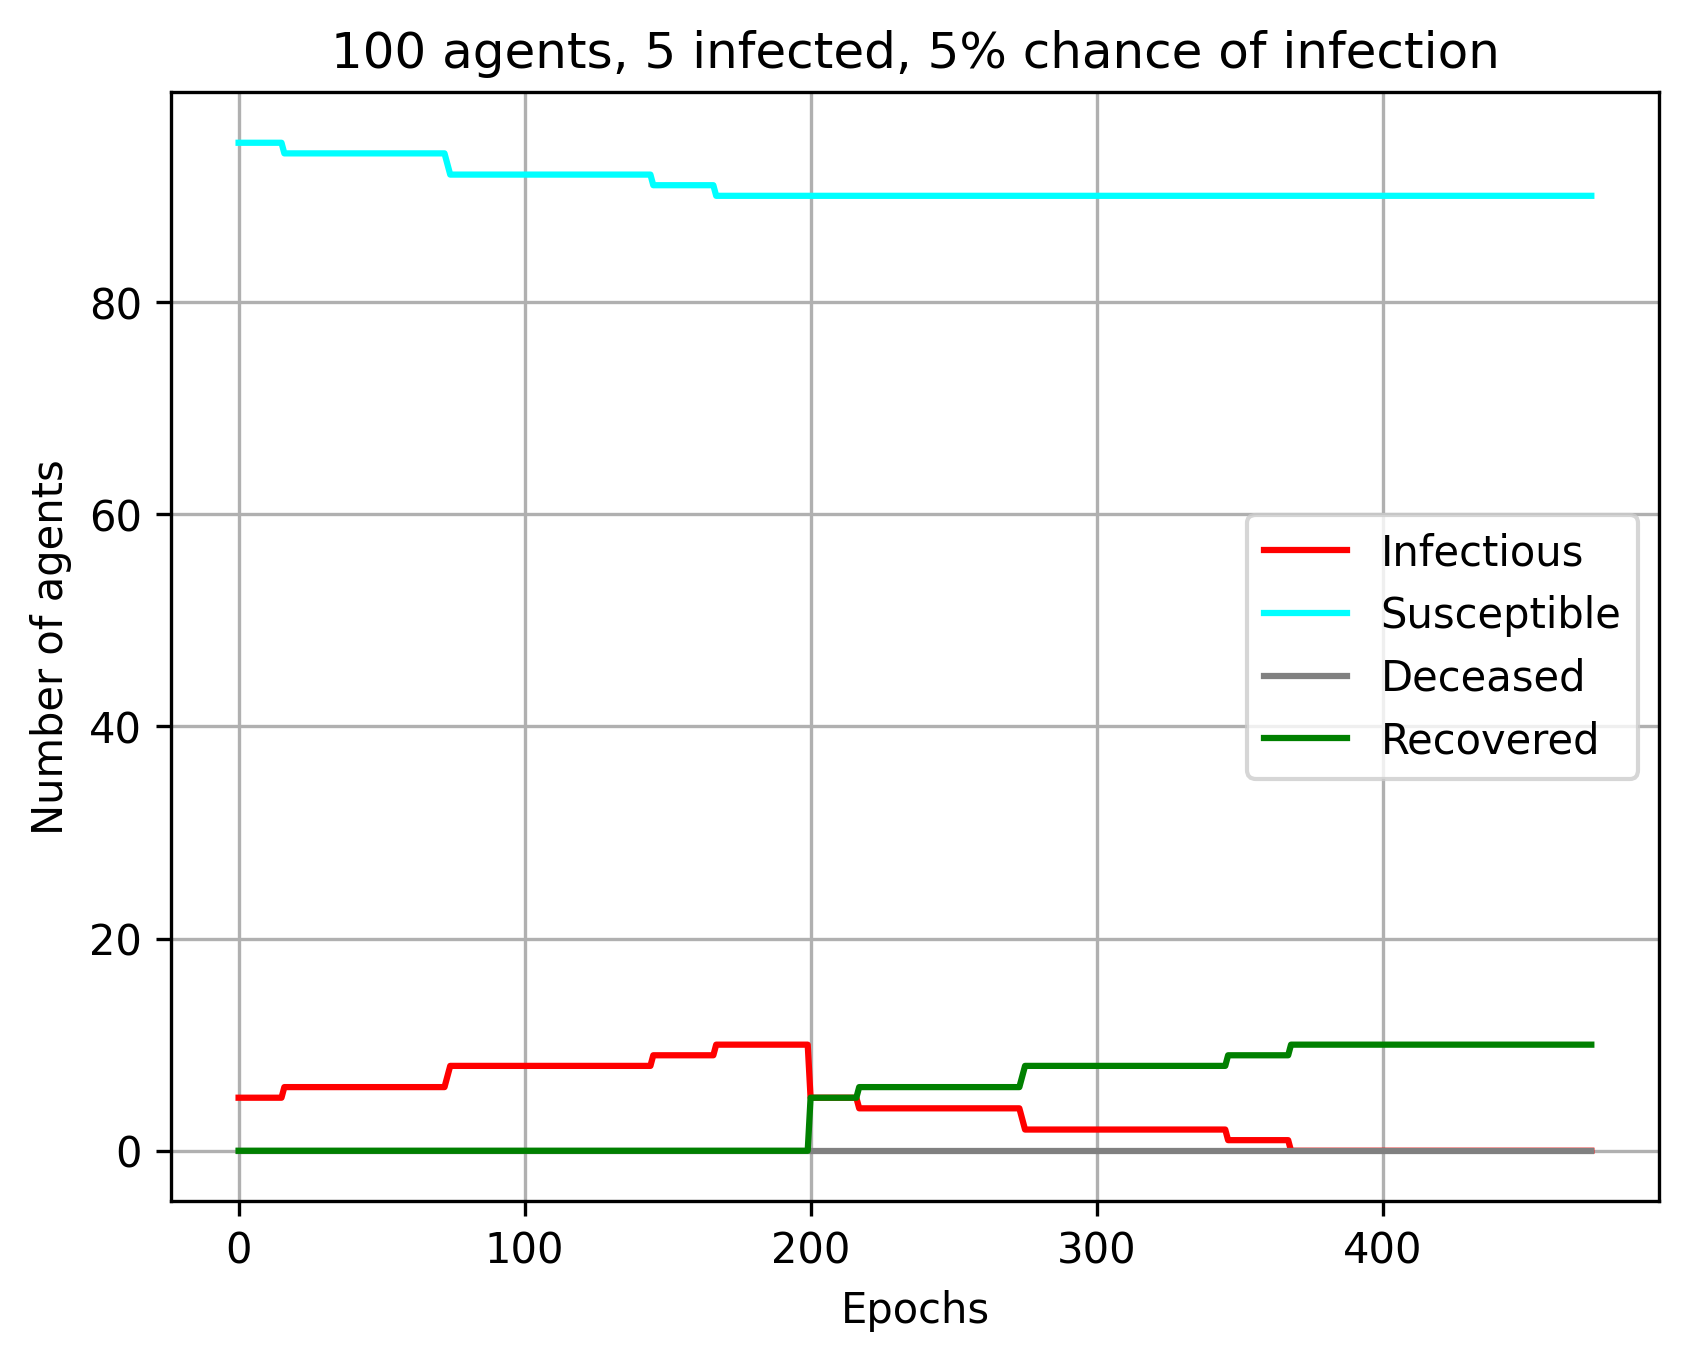 100 agents, 5 infected, 5% chance of infection
Number of agents
80
60
40
20
0
Infectious
Susceptible
Deceased
Recovered
0 100 200 300 400
Epochs